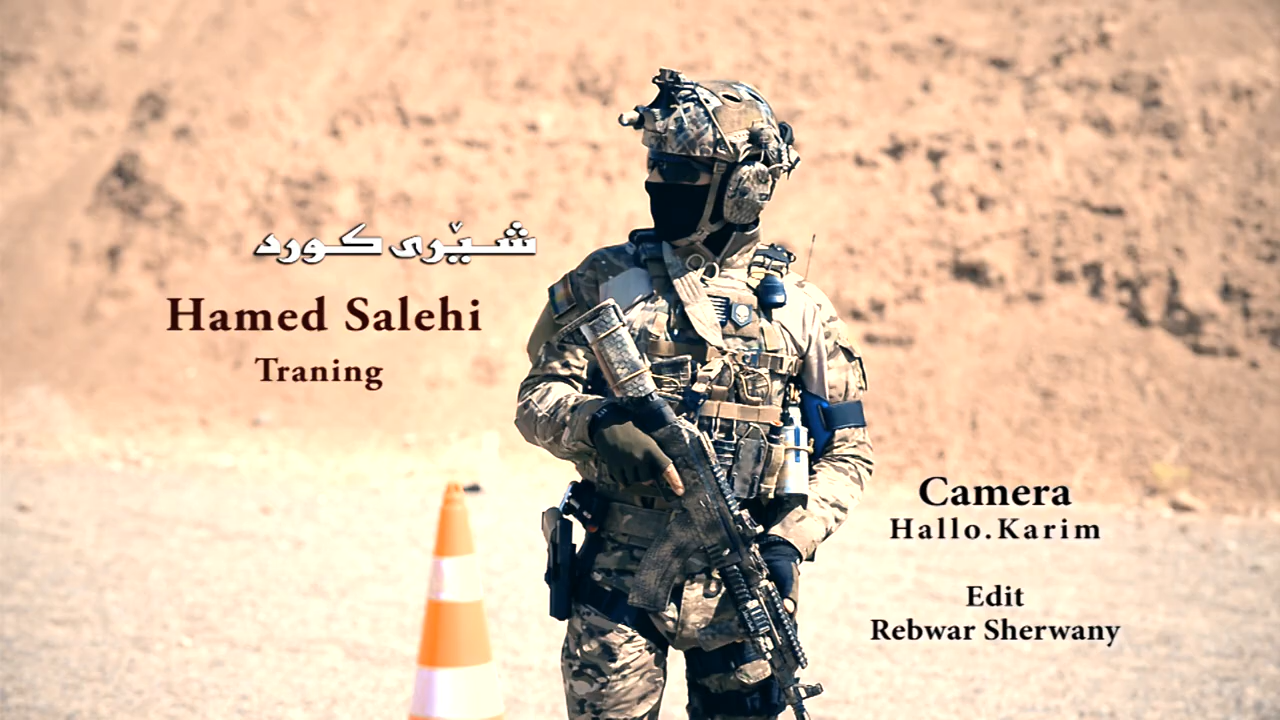 شێری کورد
Hamed Salehi
Traning
Camera
Hallo.Karim
Edit
Rebwar Sherwany